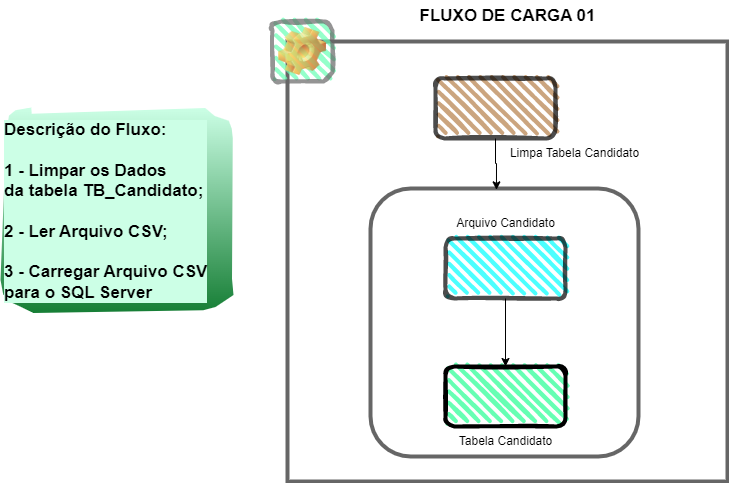 FLUXO DE CARGA 01
Descrição do Fluxo:
1 - Limpar os Dados
da tabela TB_Candidato;
2 - Ler Arquivo CSV;
3 - Carregar Arquivo CSV
para o SQL Server
Limpa Tabela Candidato
Arquivo Candidato
Tabela Candidato